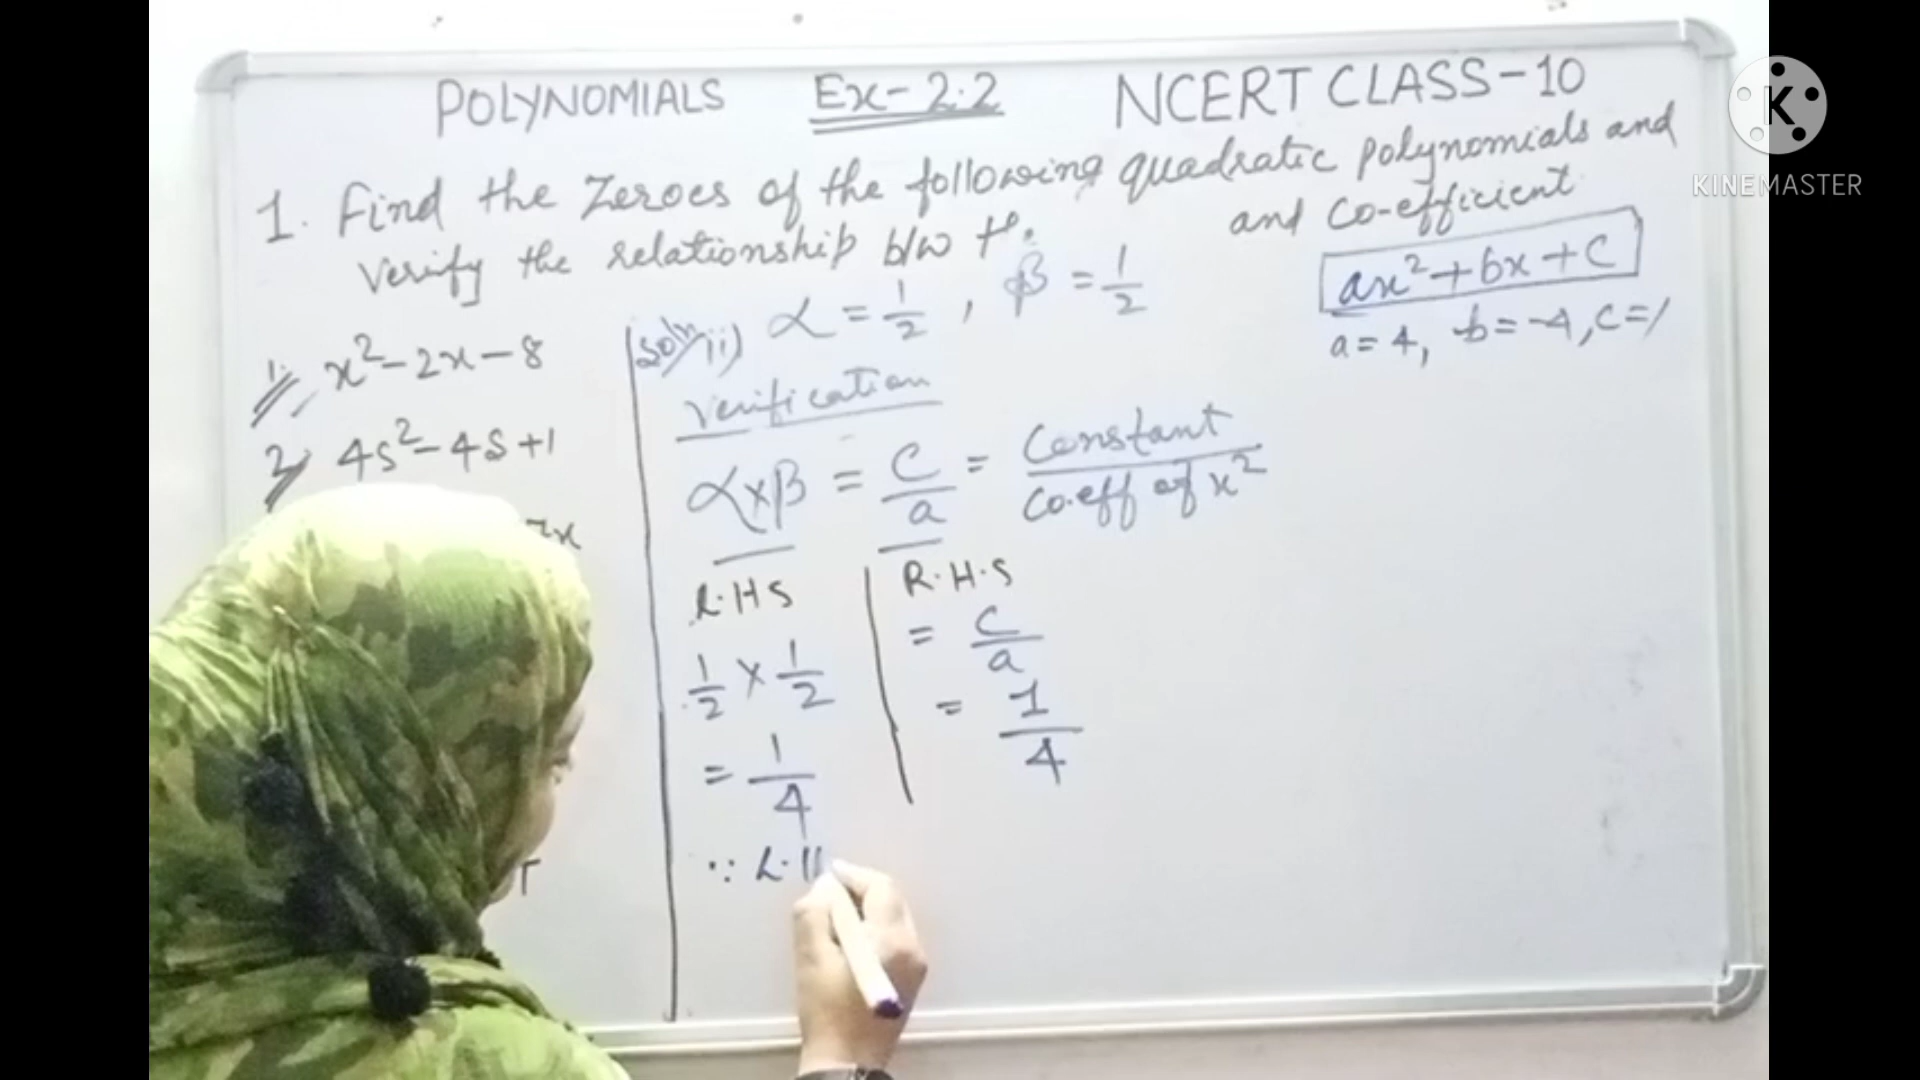 POLYNOMIALS Ex-2.2 NCERT CLASS-10
1. Find the Zeroes of the following quadratic polynomials and
verify the relationship b/w and co-efficient
ax²+bx+c
a=4, b=-4, c=1
1. x²-2x-8
2) 4s²-4s+1
7x
Soln ii) α = 1/2 , β = 1/2
Verification
α×β = c/a = Constant/Co.eff of x²
L.H.S
1/2 × 1/2
= 1/4
∵ L.H
R.H.S
= c/a
= 1/4
K
KINEMASTER